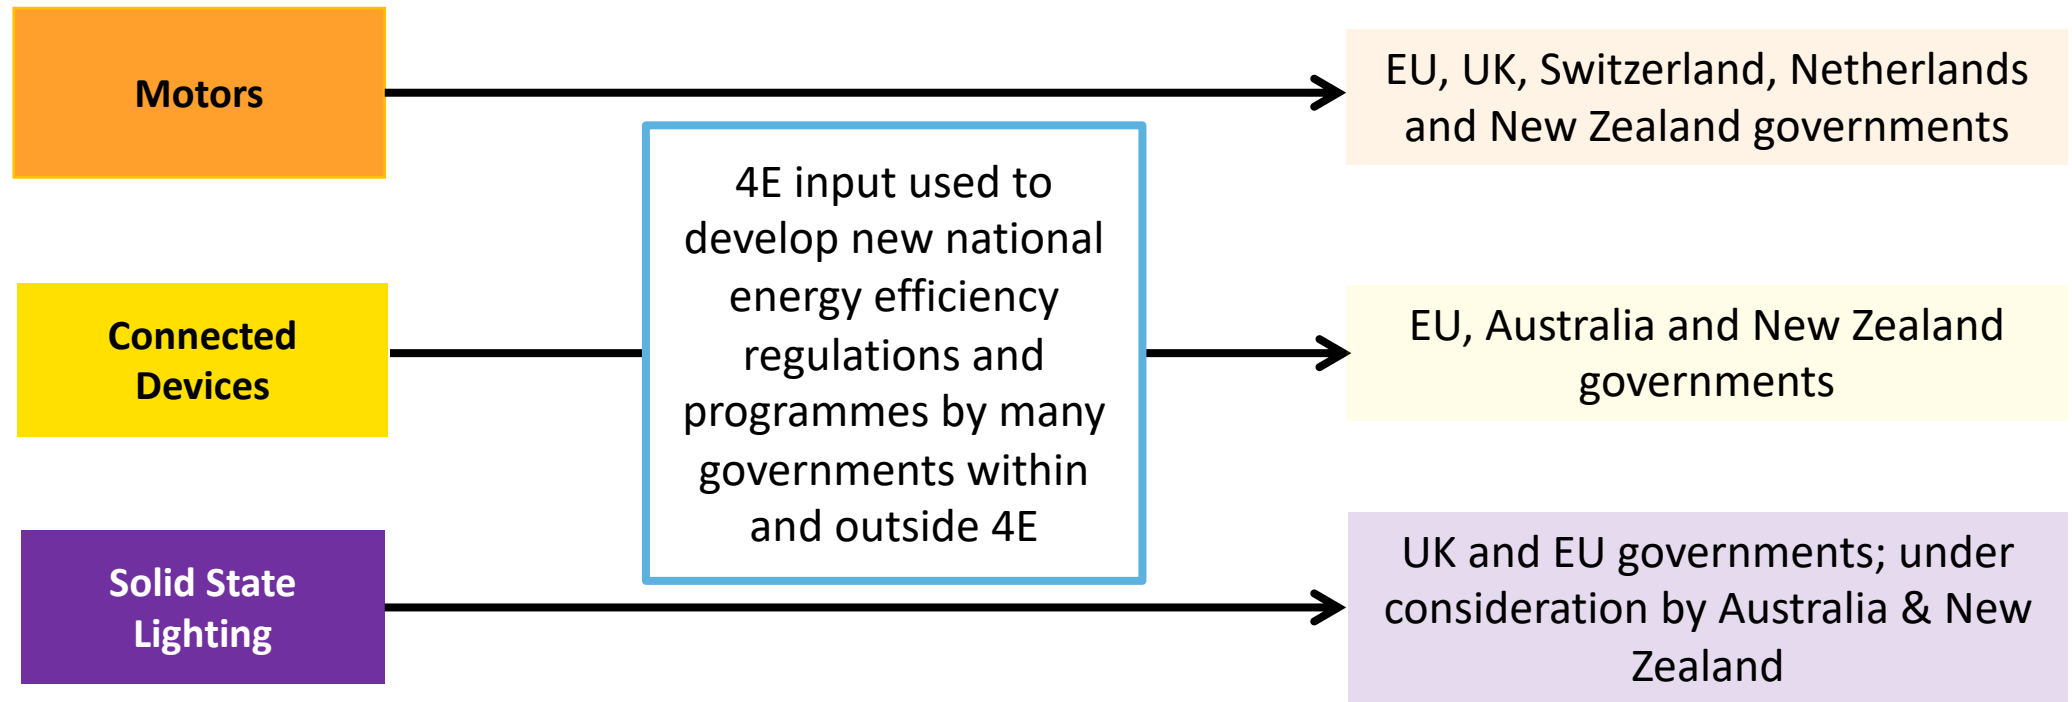 Motors
EU, UK, Switzerland, Netherlands
and New Zealand governments
4E input used to
develop new national
energy efficiency
regulations and
programmes by many
governments within
and outside 4E
Connected
Devices
EU, Australia and New Zealand
governments
Solid State
Lighting
UK and EU governments; under
consideration by Australia & New
Zealand